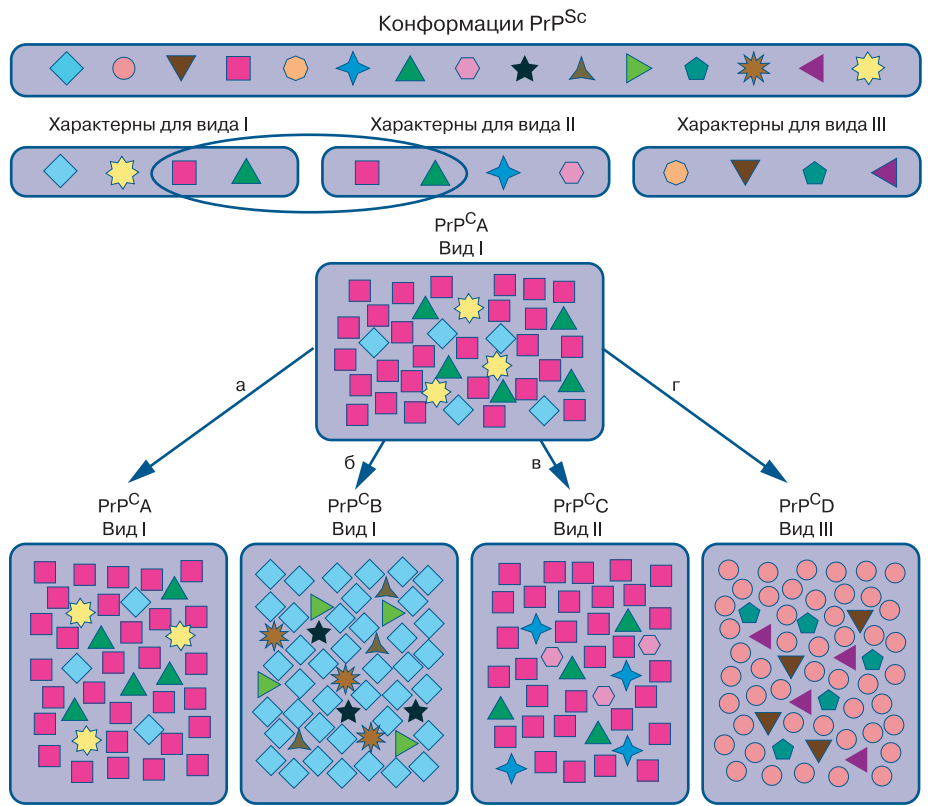 Конформации PrPSc
Характерны для вида I
Характерны для вида II
Характерны для вида III
PrPCA
Вид I
а
б
в
г
PrPCA
Вид I
PrPCB
Вид I
PrPCC
Вид II
PrPCD
Вид III